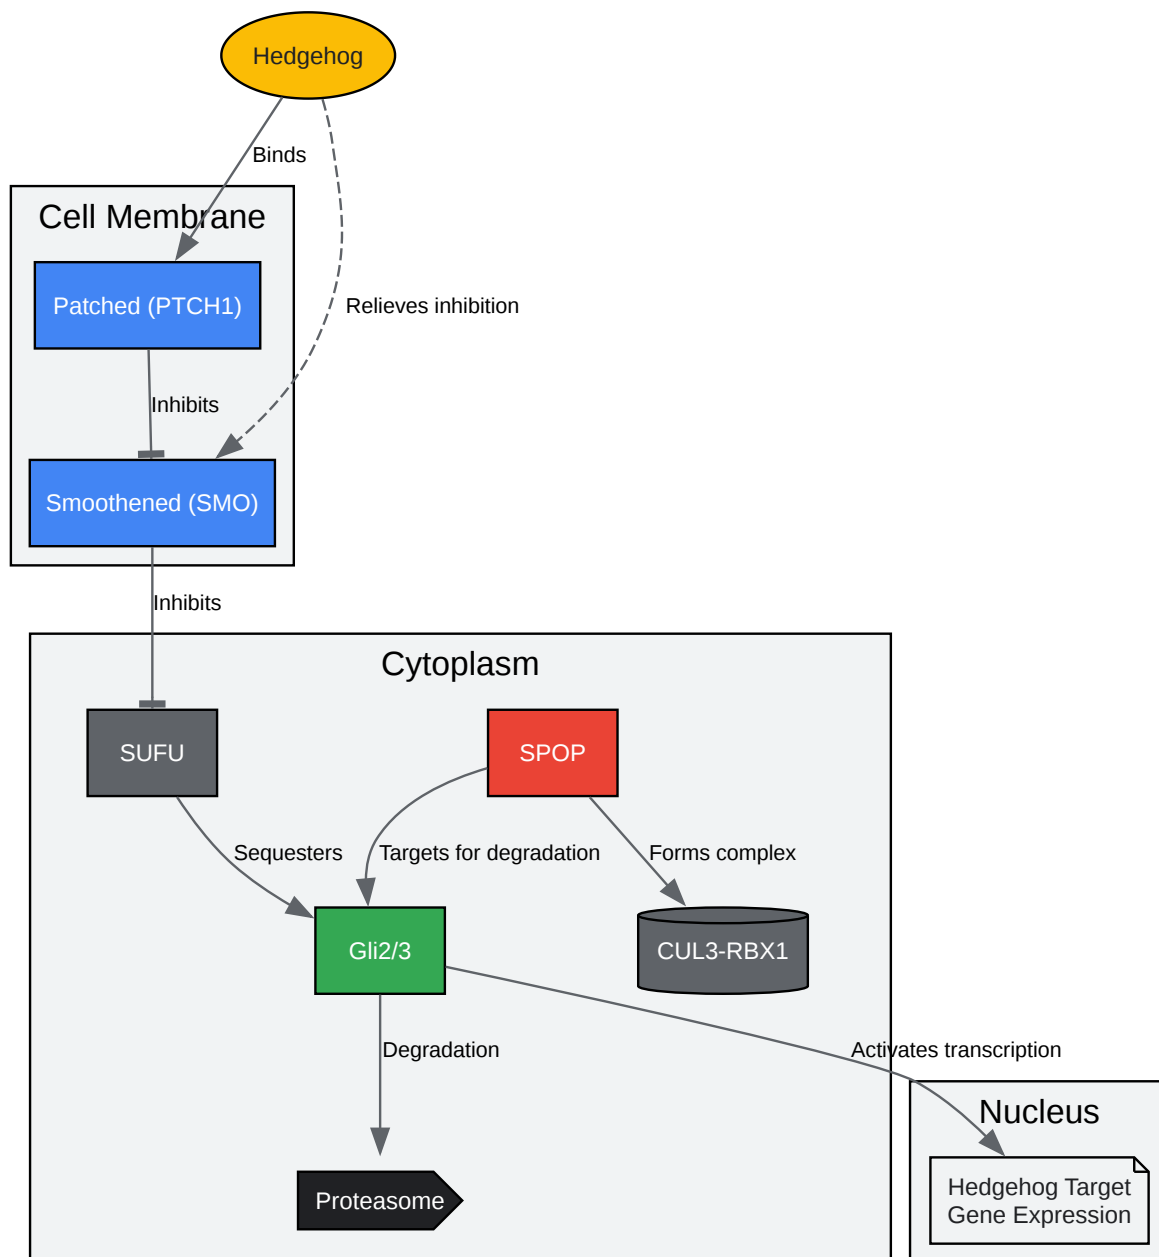 Hedgehog
Binds
Cell Membrane
Patched (PTCH1)
Relieves inhibition
Inhibits
Smoothened (SMO)
Inhibits
Cytoplasm
SUFU
SPOP
Sequesters
Targets for degradation
Forms complex
Gli2/3
CUL3-RBX1
Degradation
Activates transcription
Nucleus
Proteasome
Hedgehog Target
Gene Expression